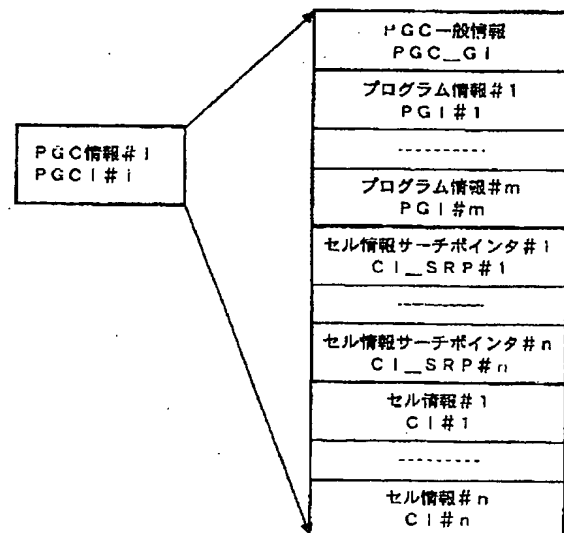 PGC情報#i
PGCI#i
PGC一般情報
PGC_GI
プログラム情報#1
PGI#1
プログラム情報#m
PGI#m
セル情報サーチポインタ#1
CI_SRP#1
セル情報サーチポインタ#n
CI_SRP#n
セル情報#1
CI#1
セル情報#n
CI#n